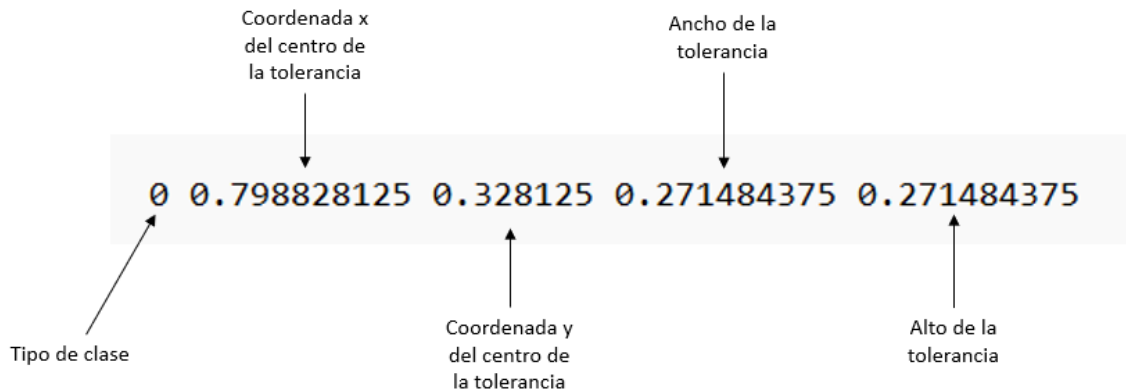 Coordenada x
del centro de
la tolerancia
Ancho de la
tolerancia
0 0.798828125 0.328125 0.271484375 0.271484375
Tipo de clase
Coordenada y
del centro de
la tolerancia
Alto de la
tolerancia